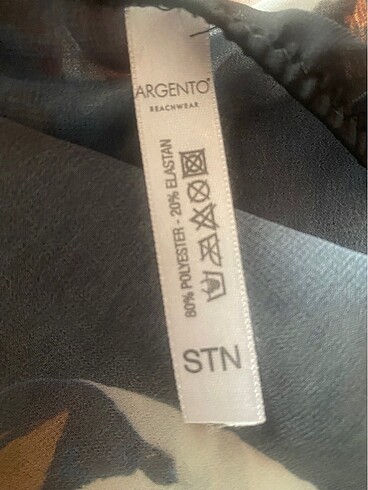 ARGENTO®
BEACHWEAR
80% POLYESTER - 20% ELASTAN
STN